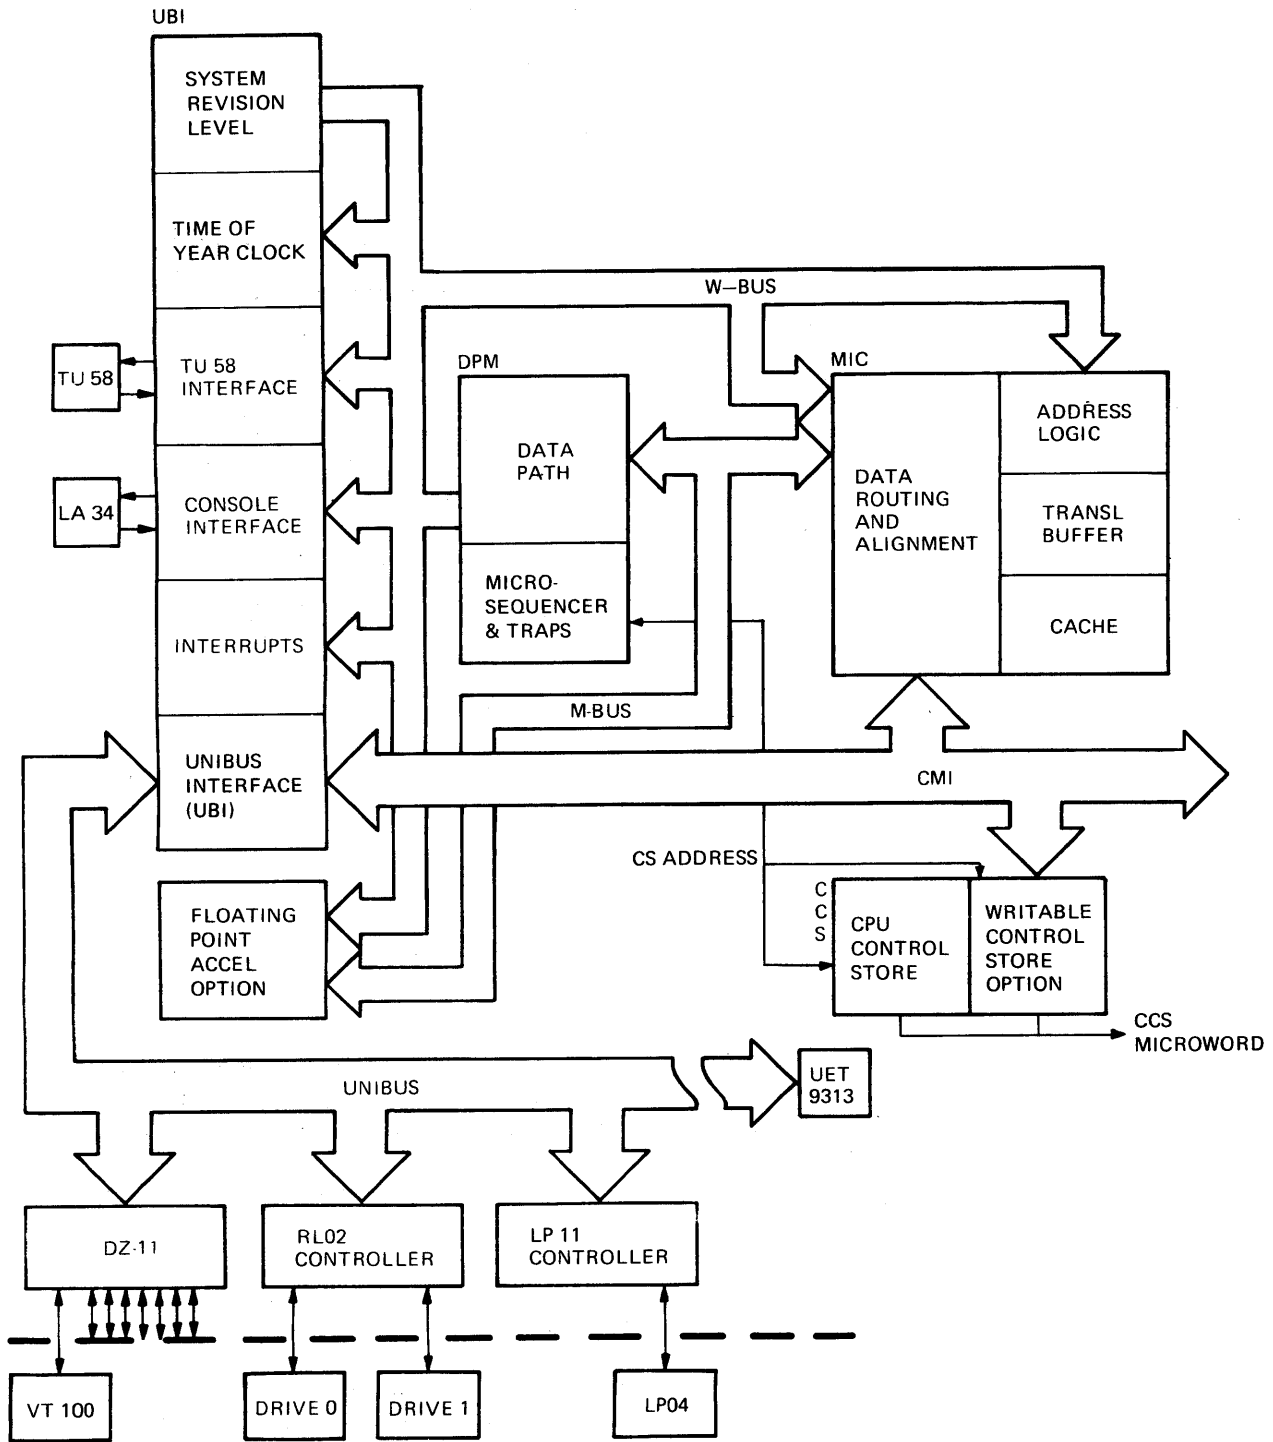 UBI
SYSTEM
REVISION
LEVEL
TIME OF
YEAR CLOCK
W–BUS
TU 58
TU 58
INTERFACE
DPM
MIC
DATA
PATH
ADDRESS
LOGIC
LA 34
CONSOLE
INTERFACE
DATA
ROUTING
AND
ALIGNMENT
TRANSL
BUFFER
MICRO-
SEQUENCER
& TRAPS
CACHE
INTERRUPTS
M-BUS
UNIBUS
INTERFACE
(UBI)
CMI
CS ADDRESS
C
C
S
CPU
CONTROL
STORE
WRITABLE
CONTROL
STORE
OPTION
FLOATING
POINT
ACCEL
OPTION
CCS
MICROWORD
UNIBUS
UET
9313
DZ-11
RL02
CONTROLLER
LP 11
CONTROLLER
VT 100
DRIVE 0
DRIVE 1
LP04